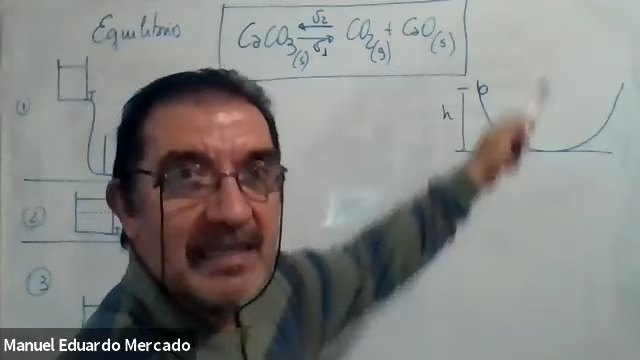 Equilibrio
CaCO3(s) ⇌ CO2(g) + CaO(s)
v2
v1
1
h
2
3
Manuel Eduardo Mercado